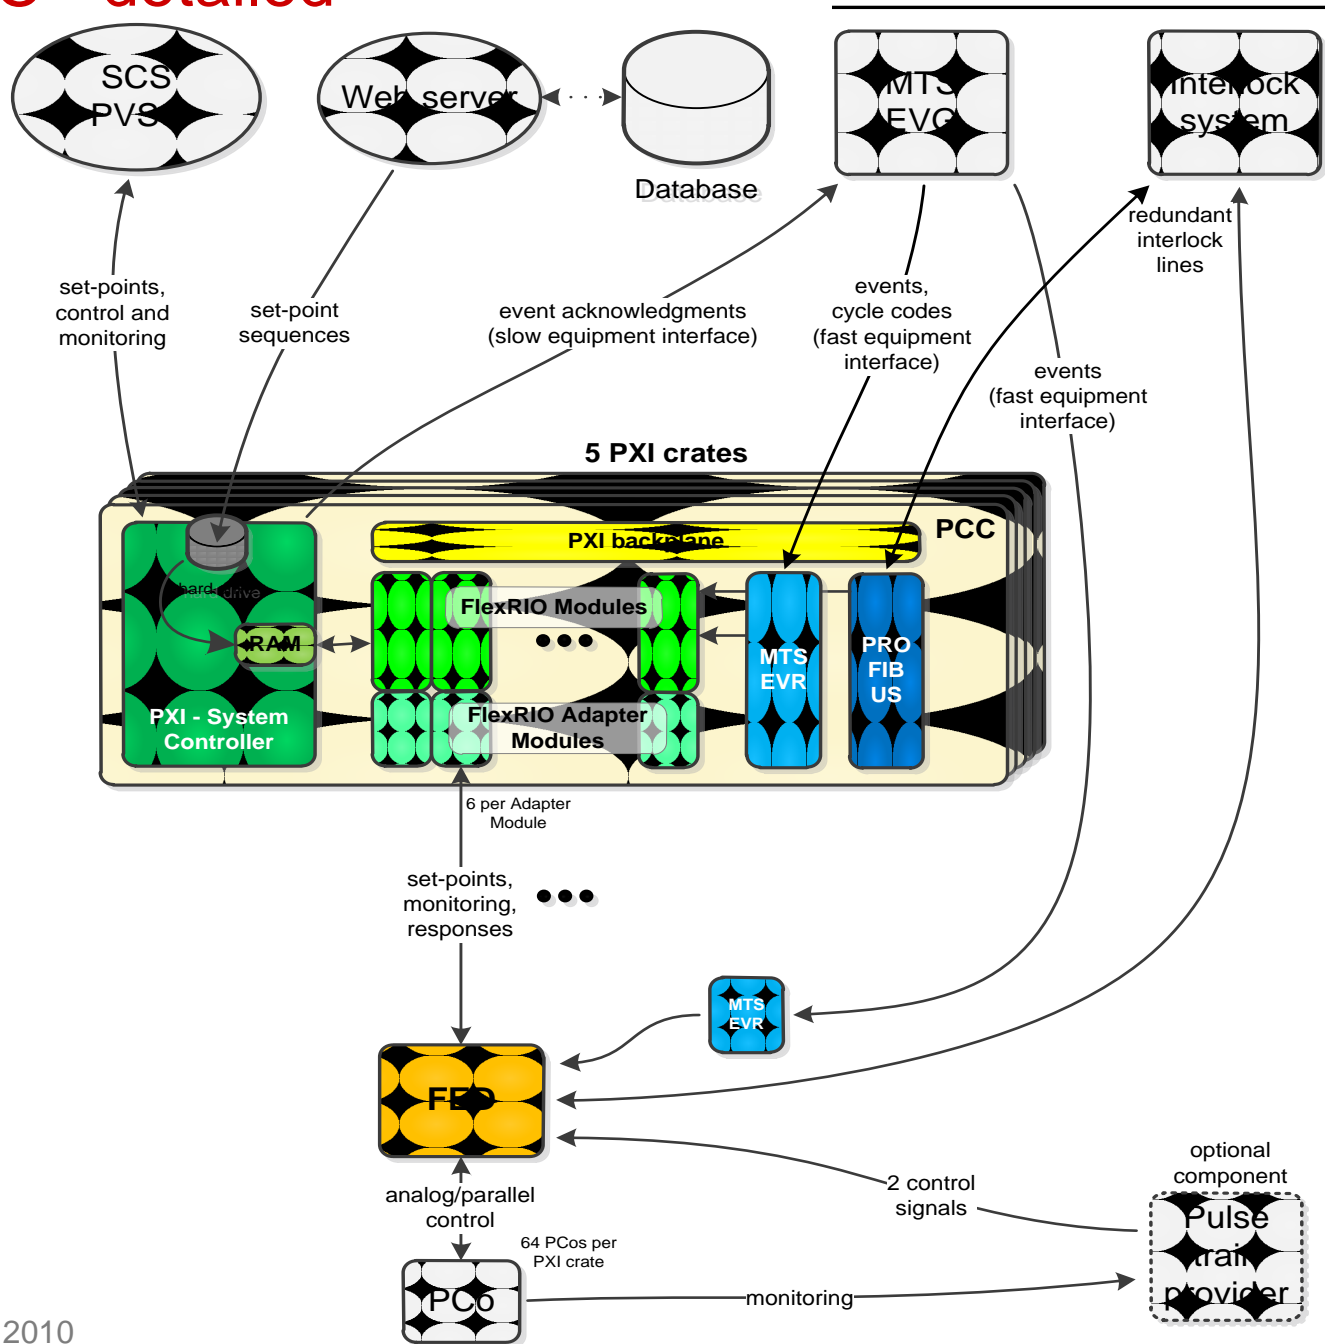 detailed
SCS
PVS
Web server
Database
MTS
EVG
Interlock
system
redundant
interlock
lines
set-points,
control and
monitoring
set-point
sequences
event acknowledgments
(slow equipment interface)
events,
cycle codes
(fast equipment
interface)
events
(fast equipment
interface)
5 PXI crates
PCC
PXI backplane
hard drive
RAM
PXI - System
Controller
FlexRIO Modules
FlexRIO Adapter
Modules
MTS
EVR
PRO
FIB
US
6 per Adapter
Module
set-points,
monitoring,
responses
MTS
EVR
FED
analog/parallel
control
64 PCos per
PXI crate
PCo
2 control
signals
monitoring
optional
component
Pulse
train
provider
2010